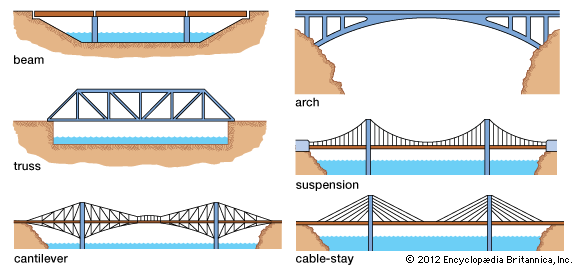 beam
arch
truss
suspension
cantilever
cable-stay
© 2012 Encyclopædia Britannica, Inc.